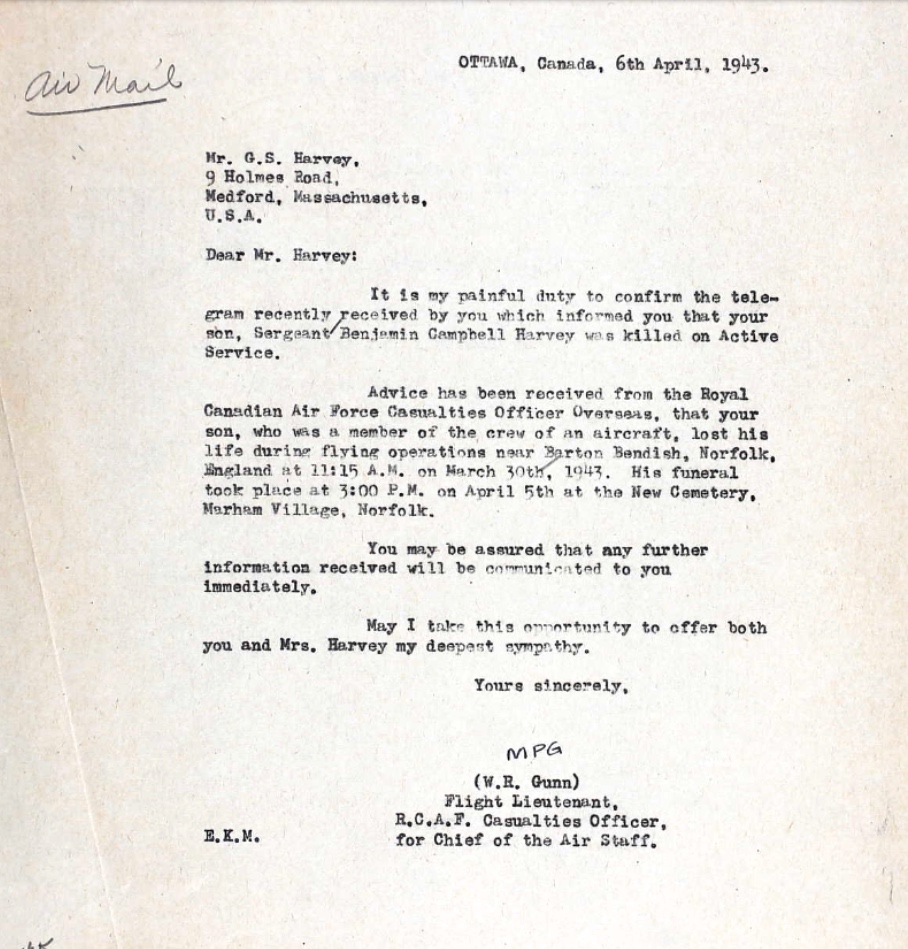 Air Mail
OTTAWA, Canada, 6th April, 1943.
Mr. G.S. Harvey,
9 Holmes Road,
Medford, Massachusetts,
U.S.A.
Dear Mr. Harvey:
It is my painful duty to confirm the tele-
gram recently received by you which informed you that your
son, Sergeant Benjamin Campbell Harvey was killed on Active
Service.
Advice has been received from the Royal
Canadian Air Force Casualties Officer Overseas, that your
son, who was a member of the crew of an aircraft, lost his
life during flying operations near Barton Bendish, Norfolk,
England at 11:15 A.M. on March 30th, 1943. His funeral
took place at 3:00 P.M. on April 5th at the New Cemetery,
Marham Village, Norfolk.
You may be assured that any further
information received will be communicated to you
immediately.
May I take this opportunity to offer both
you and Mrs. Harvey my deepest sympathy.
Yours sincerely,
MPG
(W.R. Gunn)
Flight Lieutenant,
R.C.A.F. Casualties Officer,
E.K.M. for Chief of the Air Staff.